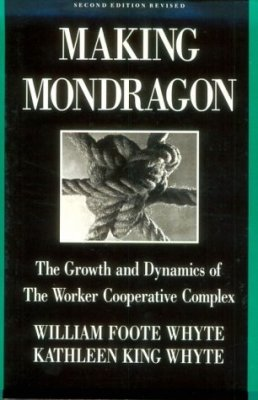 SECOND EDITION REVISED
MAKING
MONDRAGON
The Growth and Dynamics of
The Worker Cooperative Complex
WILLIAM FOOTE WHYTE
KATHLEEN KING WHYTE